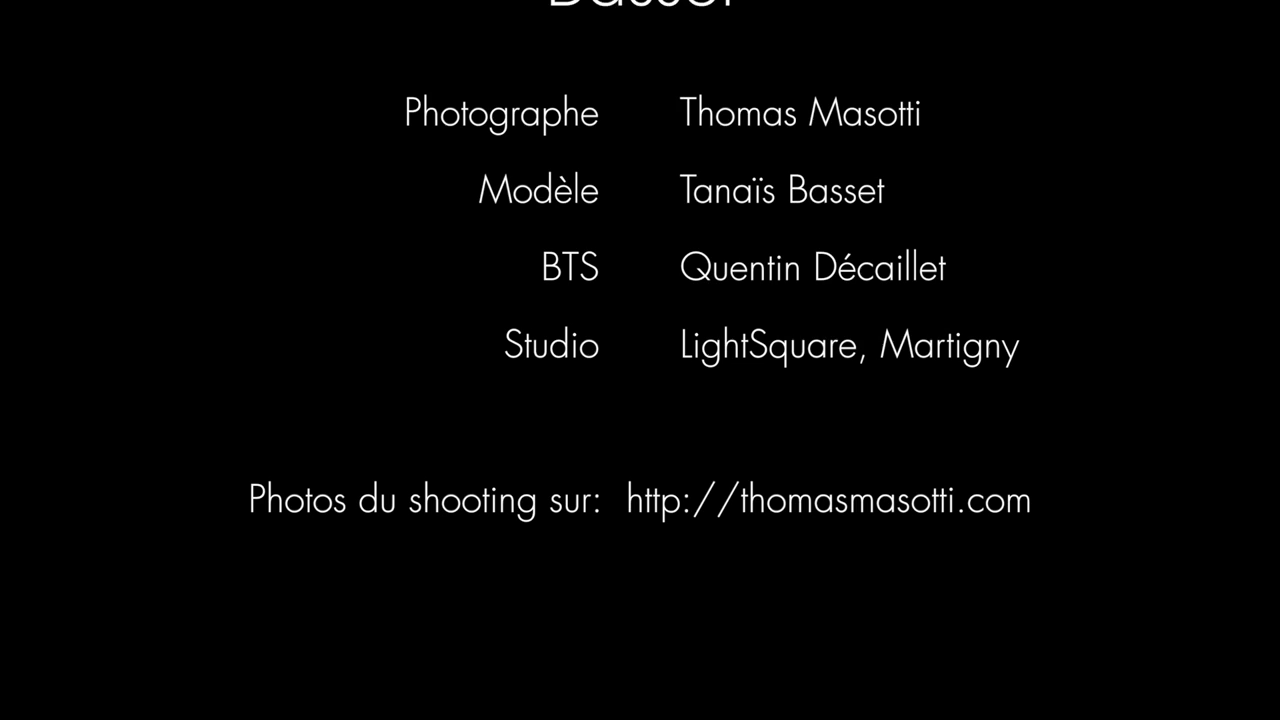 Photographe Thomas Masotti
Modèle Tanaïs Basset
BTS Quentin Décaillet
Studio LightSquare, Martigny
Photos du shooting sur: http://thomasmasotti.com